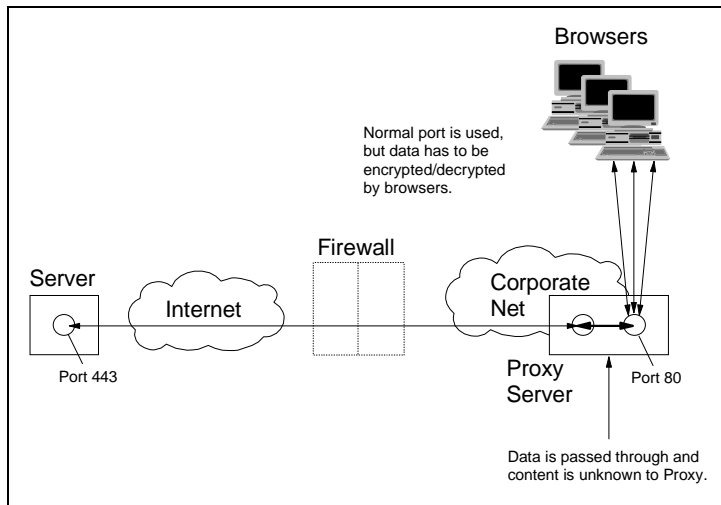 Browsers
Normal port is used,
but data has to be
encrypted/decrypted
by browsers.
Firewall
Server
Internet
Corporate
Net
Port 443
Proxy
Server
Port 80
Data is passed through and
content is unknown to Proxy.